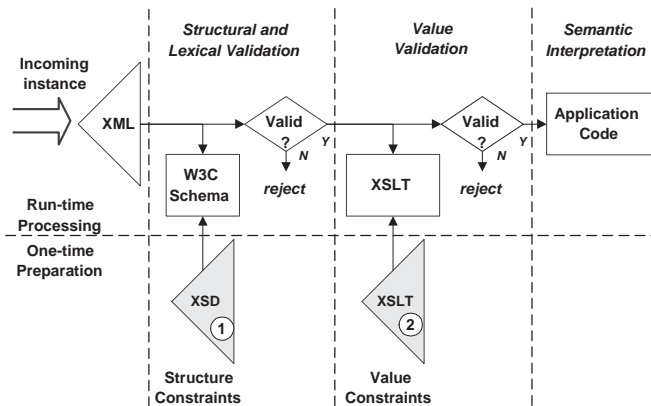 Structural and
Lexical Validation
Value
Validation
Semantic
Interpretation
Incoming
instance
XML
Valid
?
Y
N
reject
W3C
Schema
Valid
?
Y
N
reject
XSLT
Application
Code
Run-time
Processing
One-time
Preparation
XSD
1
Structure
Constraints
XSLT
2
Value
Constraints